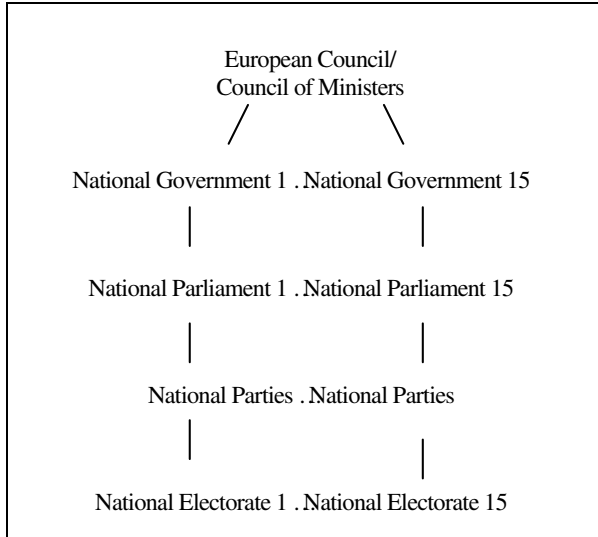 European Council/
Council of Ministers
National Government 1 ...National Government 15
National Parliament 1 ...National Parliament 15
National Parties ...National Parties
National Electorate 1 ...National Electorate 15